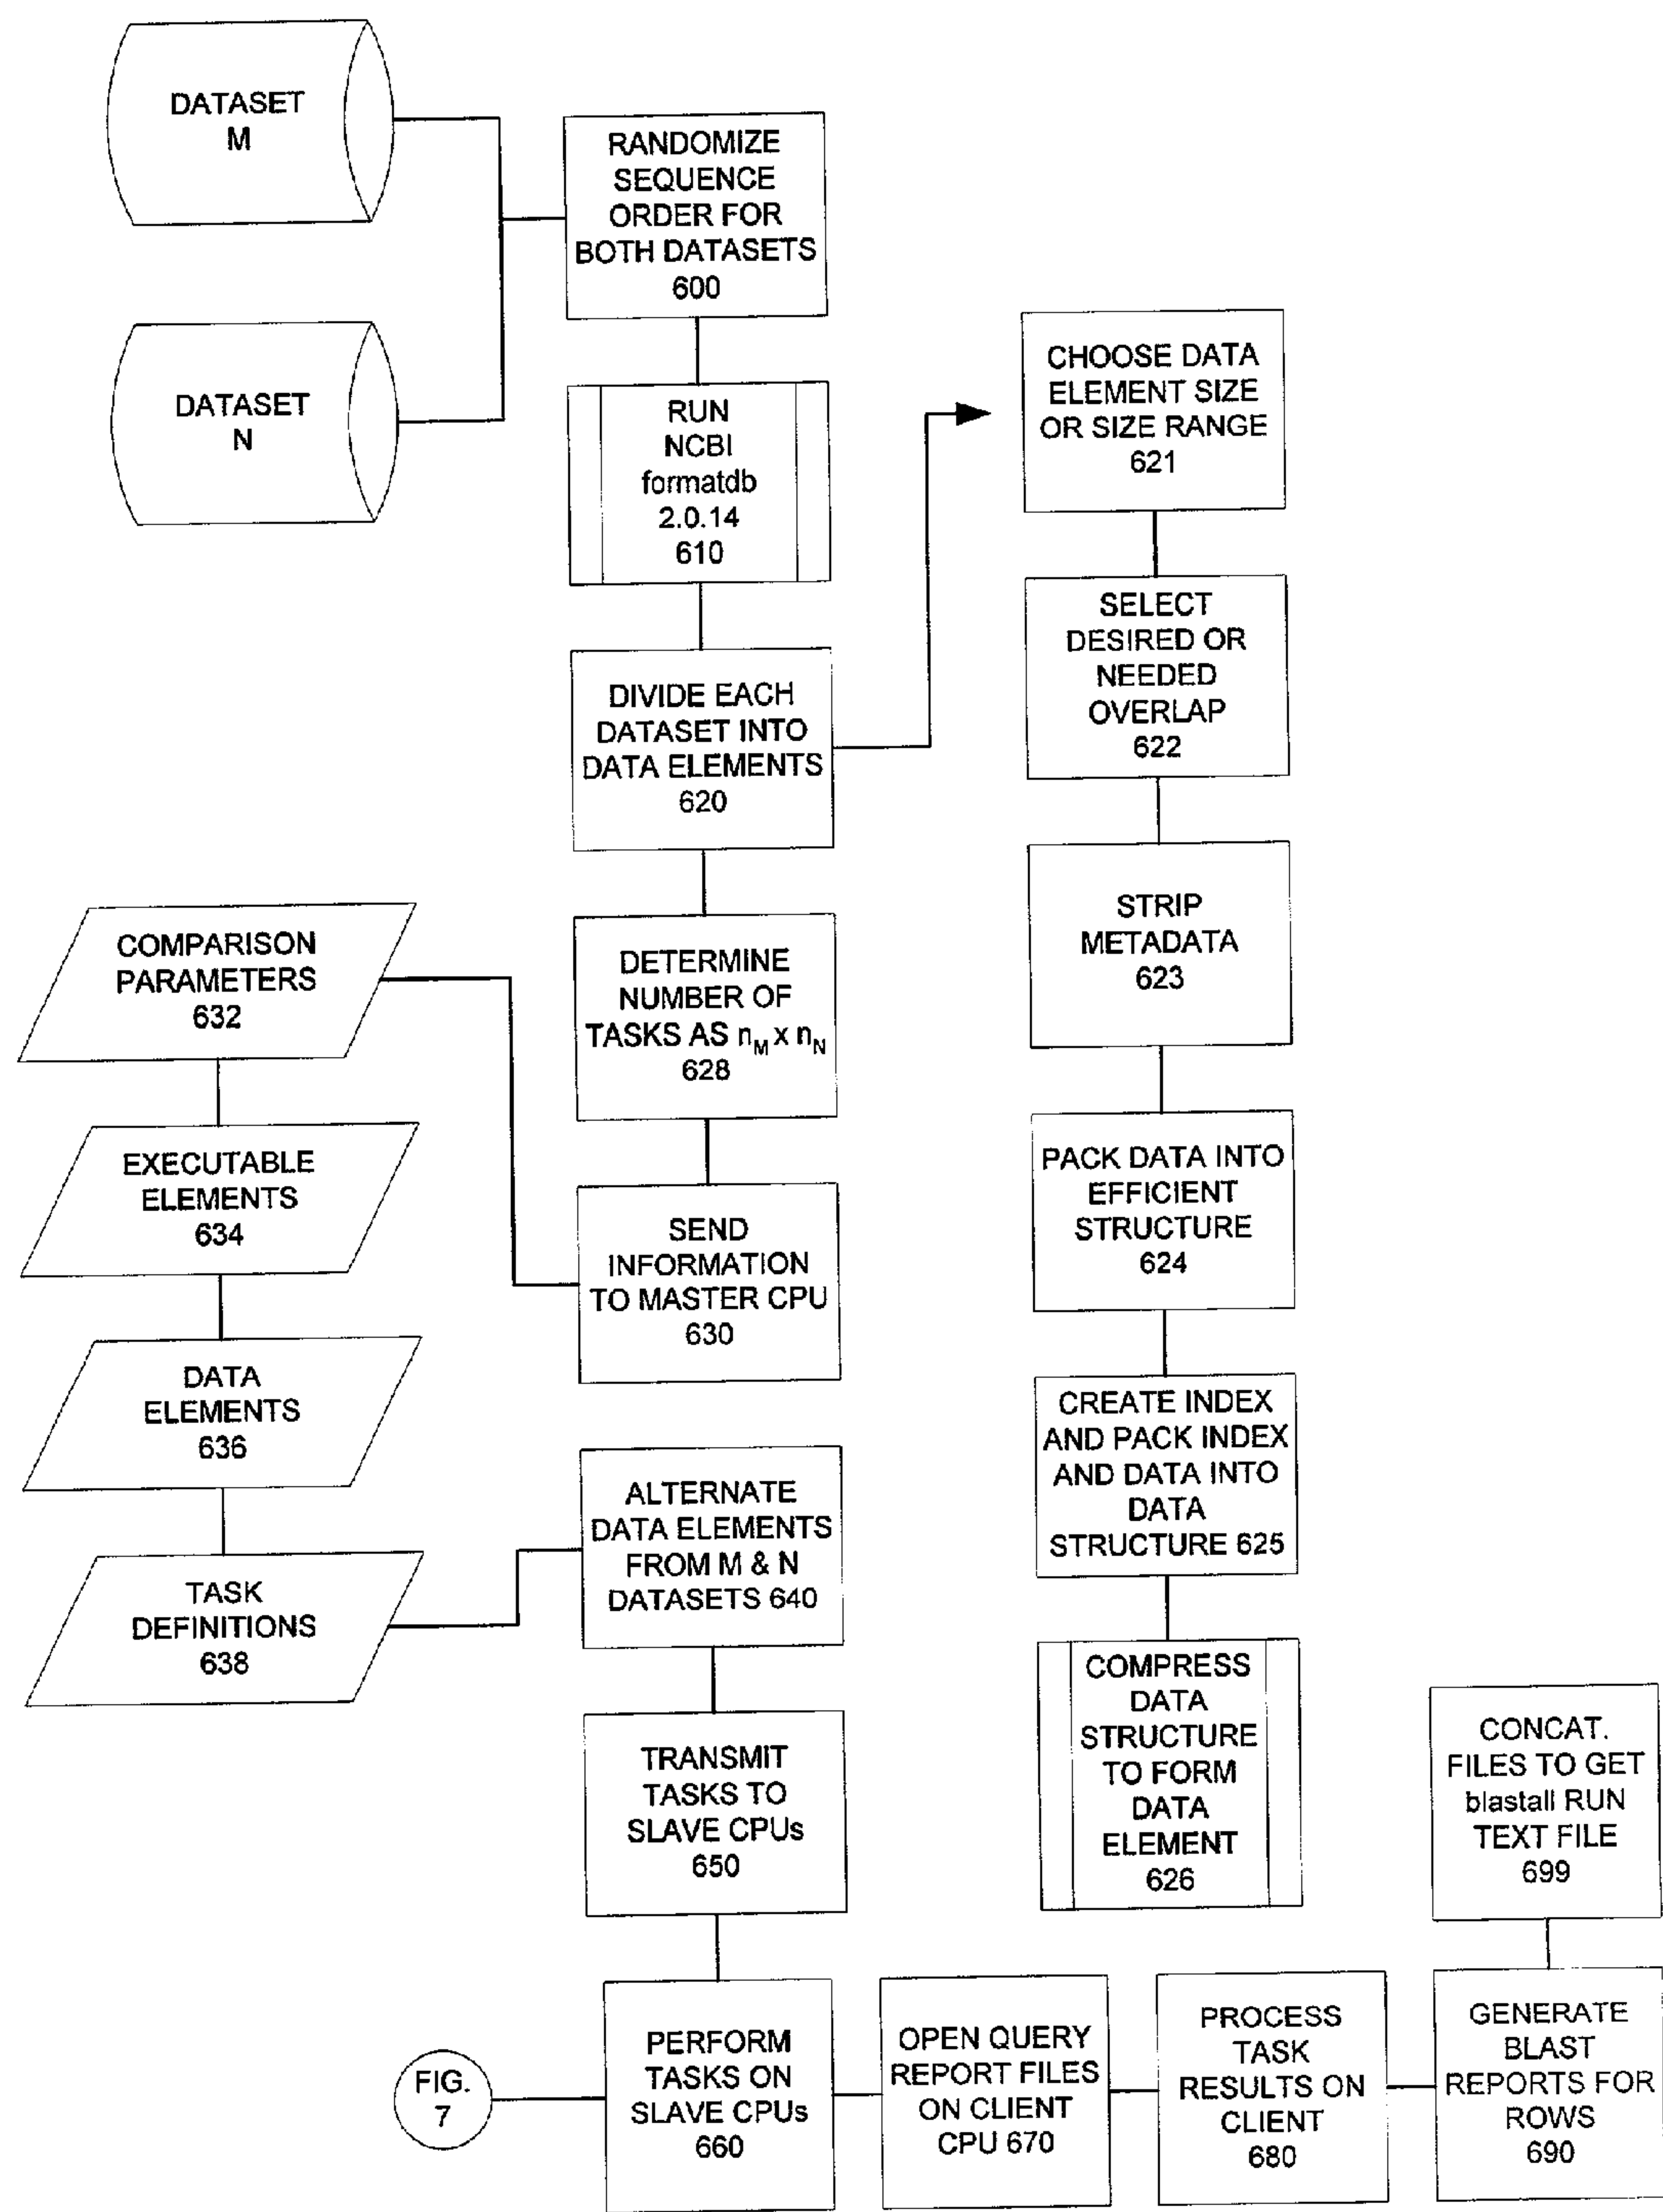 DATASET
M
DATASET
N
RANDOMIZE
SEQUENCE
ORDER FOR
BOTH DATASETS
600
RUN
NCBI
formatdb
2.0.14
610
DIVIDE EACH
DATASET INTO
DATA ELEMENTS
620
CHOOSE DATA
ELEMENT SIZE
OR SIZE RANGE
621
SELECT
DESIRED OR
NEEDED
OVERLAP
622
STRIP
METADATA
623
PACK DATA INTO
EFFICIENT
STRUCTURE
624
CREATE INDEX
AND PACK INDEX
AND DATA INTO
DATA
STRUCTURE 625
COMPRESS
DATA
STRUCTURE
TO FORM
DATA
ELEMENT
626
DETERMINE
NUMBER OF
TASKS AS nM x nN
628
SEND
INFORMATION
TO MASTER CPU
630
COMPARISON
PARAMETERS
632
EXECUTABLE
ELEMENTS
634
DATA
ELEMENTS
636
TASK
DEFINITIONS
638
ALTERNATE
DATA ELEMENTS
FROM M & N
DATASETS 640
TRANSMIT
TASKS TO
SLAVE CPUs
650
FIG.
7
PERFORM
TASKS ON
SLAVE CPUs
660
OPEN QUERY
REPORT FILES
ON CLIENT
CPU 670
PROCESS
TASK
RESULTS ON
CLIENT
680
GENERATE
BLAST
REPORTS FOR
ROWS
690
CONCAT.
FILES TO GET
blastall RUN
TEXT FILE
699